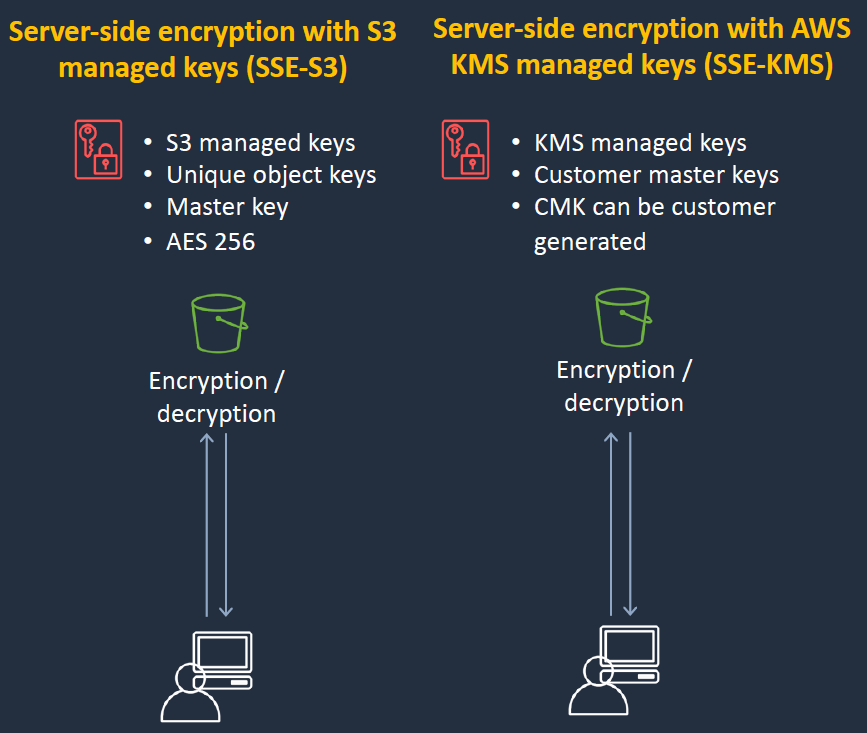 Server-side encryption with S3
managed keys (SSE-S3)
• S3 managed keys
• Unique object keys
• Master key
• AES 256
Encryption /
decryption
Server-side encryption with AWS
KMS managed keys (SSE-KMS)
• KMS managed keys
• Customer master keys
• CMK can be customer
generated
Encryption /
decryption